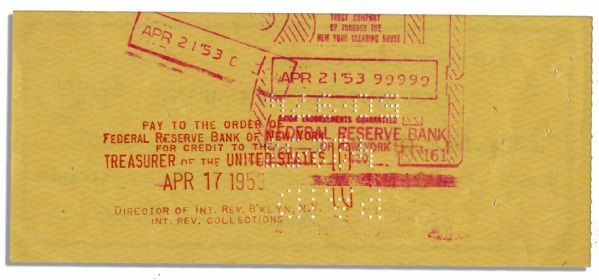 TRUST COMPANY
OF THROUGH THE
NEW YORK CLEARING HOUSE
APR 21'53 C
APR 21'53 99999
PRIOR ENDORSEMENTS GUARANTEED
FEDERAL RESERVE BANK
OF NEW YORK
161
PAY TO THE ORDER OF
FEDERAL RESERVE BANK OF NEW YORK
FOR CREDIT TO THE
TREASURER OF THE UNITED STATES
APR 17 1953
DIRECTOR OF INT. REV. B'KLYN, N.Y.
INT. REV. COLLECTIONS